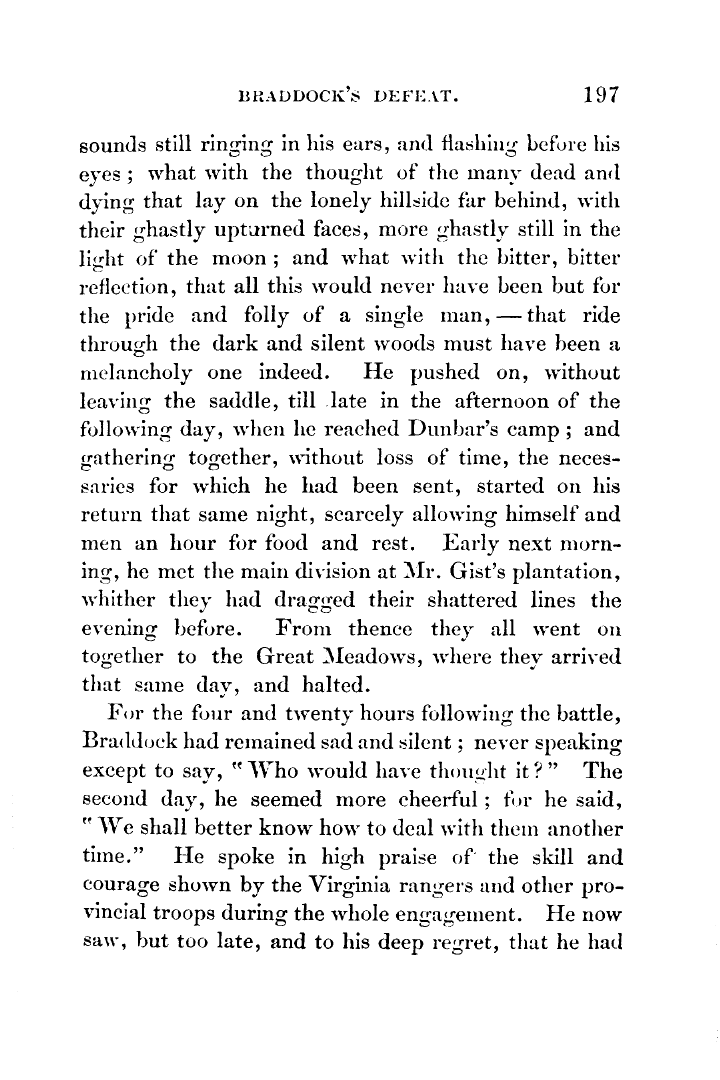 BRADDOCK'S DEFEAT. 197
sounds still ringing in his ears, and flashing before his
eyes ; what with the thought of the many dead and
dying that lay on the lonely hillside far behind, with
their ghastly upturned faces, more ghastly still in the
light of the moon ; and what with the bitter, bitter
reflection, that all this would never have been but for
the pride and folly of a single man, — that ride
through the dark and silent woods must have been a
melancholy one indeed. He pushed on, without
leaving the saddle, till late in the afternoon of the
following day, when he reached Dunbar's camp ; and
gathering together, without loss of time, the neces-
saries for which he had been sent, started on his
return that same night, scarcely allowing himself and
men an hour for food and rest. Early next morn-
ing, he met the main division at Mr. Gist's plantation,
whither they had dragged their shattered lines the
evening before. From thence they all went on
together to the Great Meadows, where they arrived
that same day, and halted.
For the four and twenty hours following the battle,
Braddock had remained sad and silent ; never speaking
except to say, "Who would have thought it?" The
second day, he seemed more cheerful ; for he said,
"We shall better know how to deal with them another
time." He spoke in high praise of the skill and
courage shown by the Virginia rangers and other pro-
vincial troops during the whole engagement. He now
saw, but too late, and to his deep regret, that he had